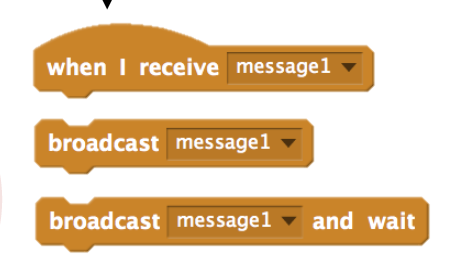 when I receive message1
broadcast message1
broadcast message1 and wait